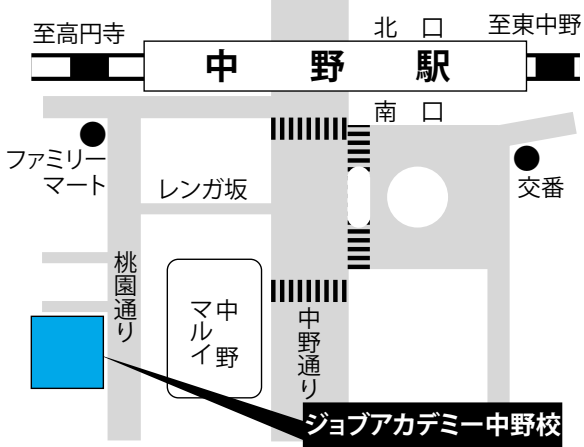 至高円寺
北 口
至東中野
中 野 駅
南 口
ファミリー
マート
レンガ坂
交番
桃園通り
中野
マルイ
中野通り
ジョブアカデミー中野校